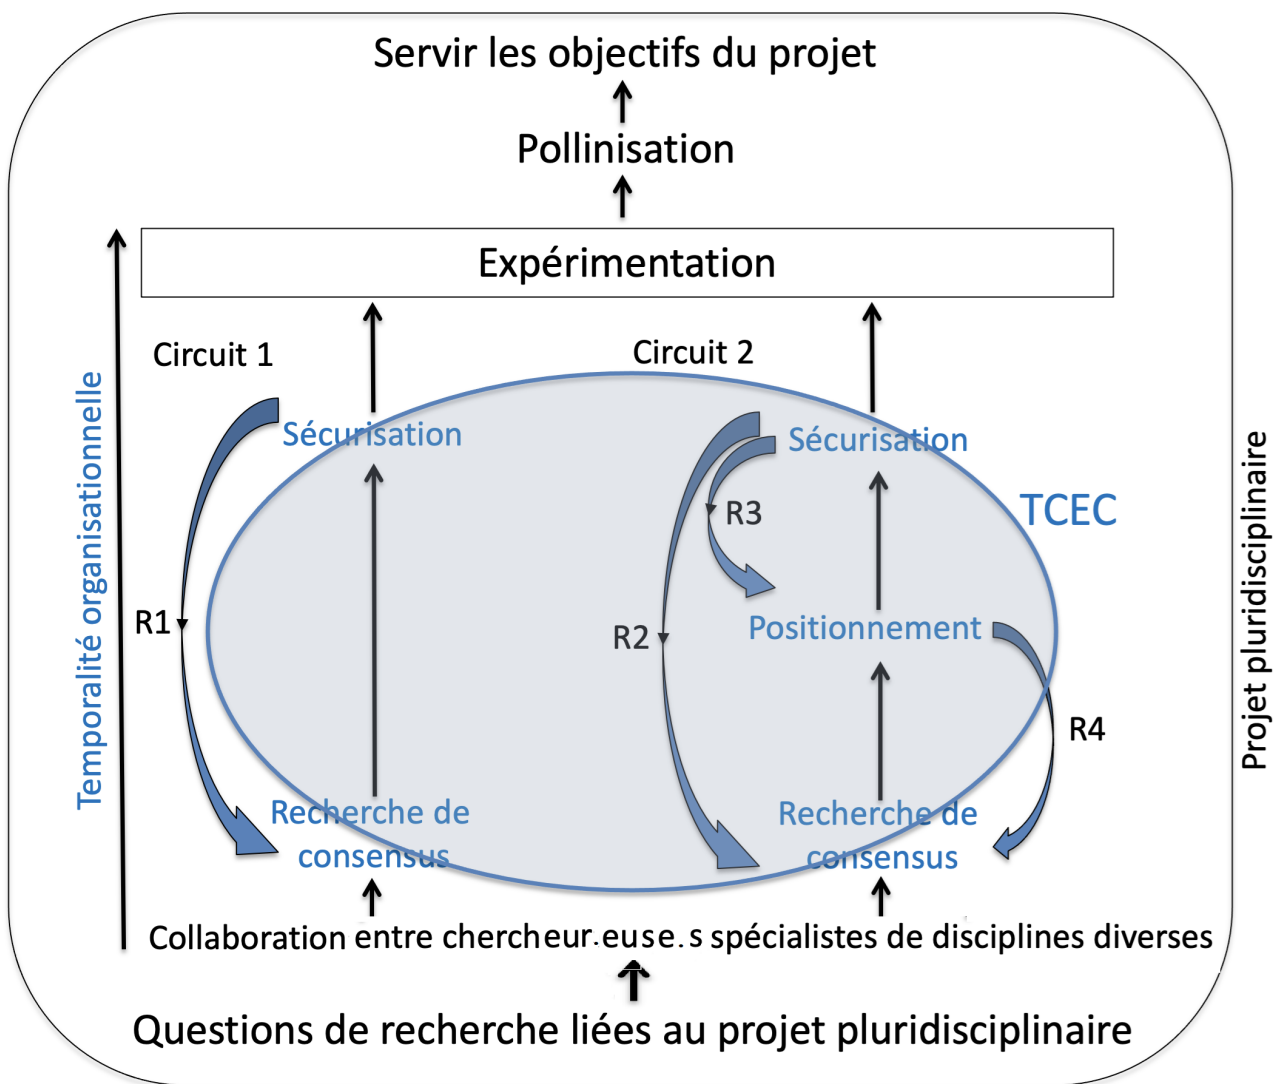 Servir les objectifs du projet
Pollinisation
Expérimentation
Circuit 1
Circuit 2
Sécurisation
Sécurisation
TCEC
R3
R1
R2
Positionnement
R4
Recherche de
consensus
Recherche de
consensus
Temporalité organisationnelle
Projet pluridisciplinaire
Collaboration entre chercheur.euse.s spécialistes de disciplines diverses
Questions de recherche liées au projet pluridisciplinaire